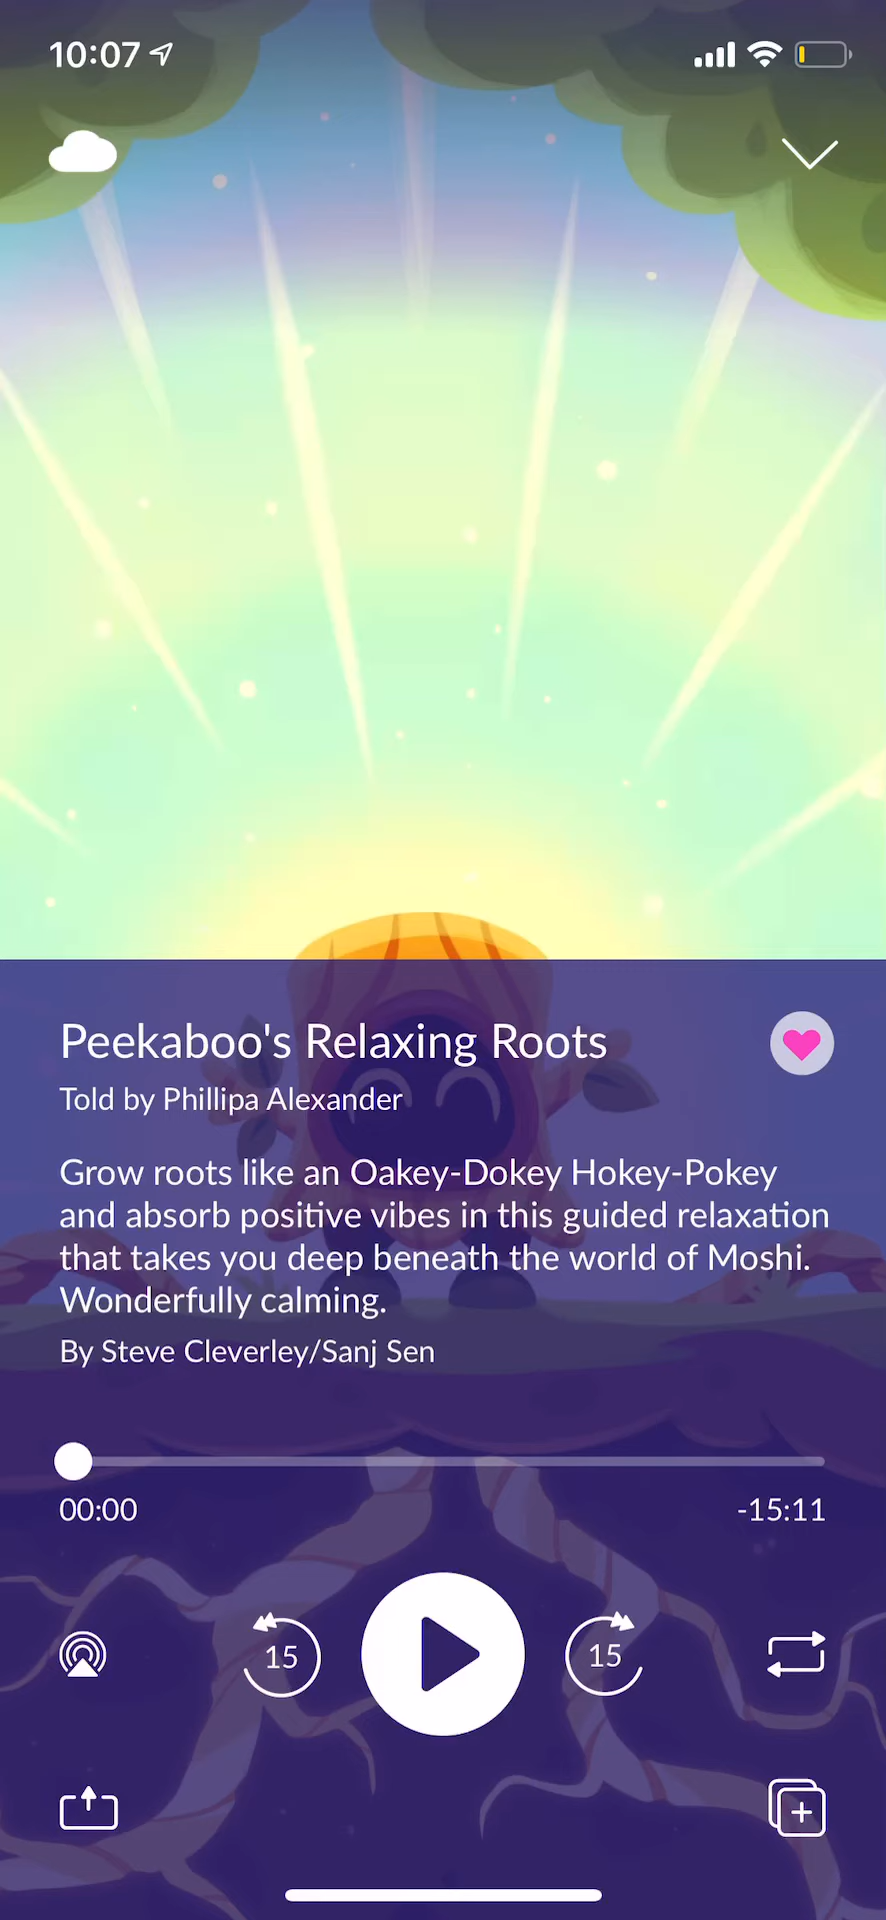 10:07
Peekaboo's Relaxing Roots
Told by Phillipa Alexander
Grow roots like an Oakey-Dokey Hokey-Pokey
and absorb positive vibes in this guided relaxation
that takes you deep beneath the world of Moshi.
Wonderfully calming.
By Steve Cleverley/Sanj Sen
00:00
-15:11
15
15